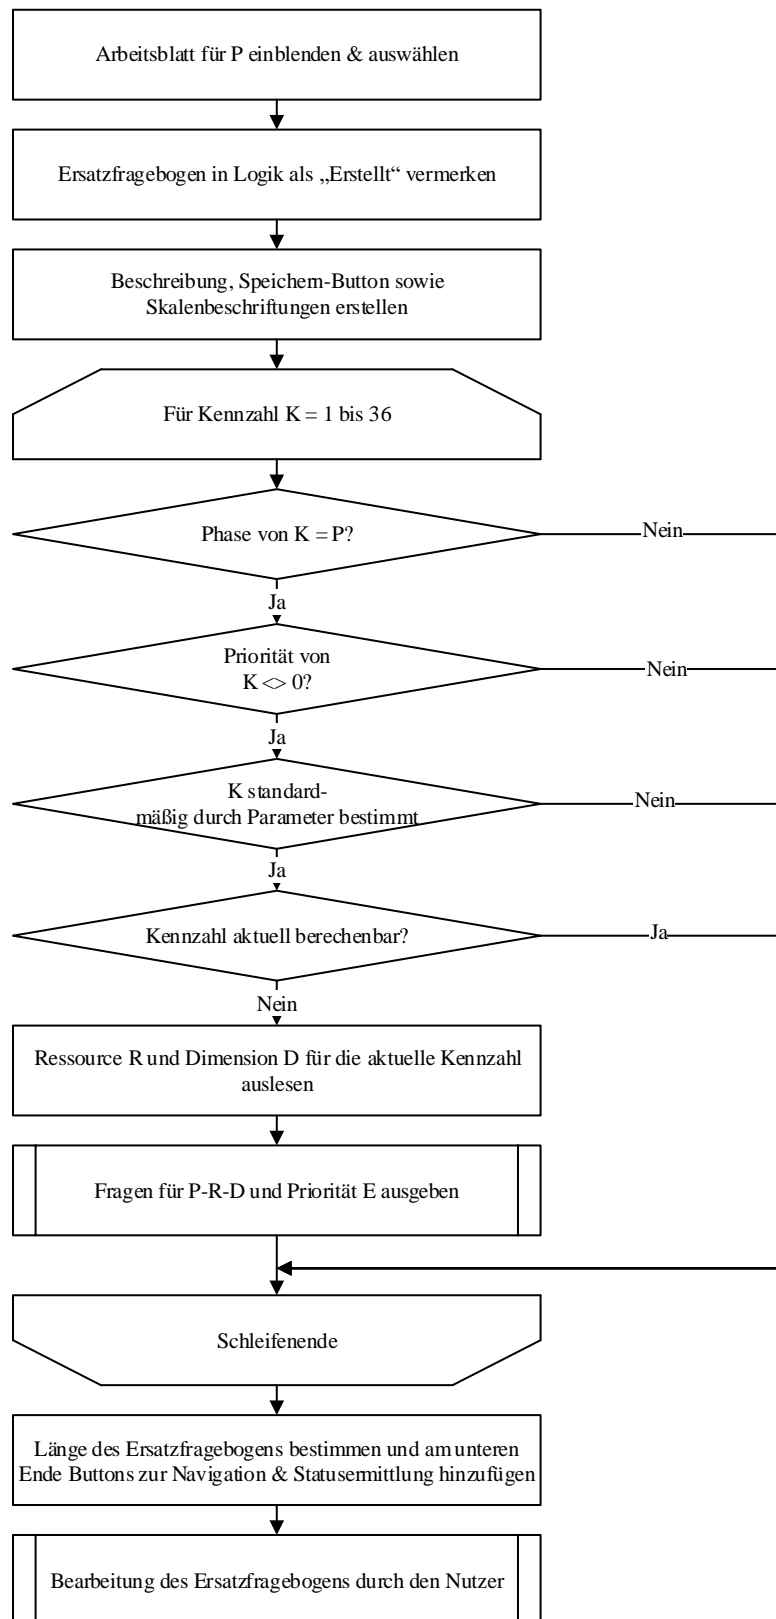 Arbeitsblatt für P einblenden & auswählen
Ersatzfragebogen in Logik als „Erstellt“ vermerken
Beschreibung, Speichern-Button sowie
Skalenbeschriftungen erstellen
Für Kennzahl K = 1 bis 36
Phase von K = P?
Nein
Ja
Priorität von
K <> 0?
Nein
Ja
K standard-
mäßig durch Parameter bestimmt
Nein
Ja
Kennzahl aktuell berechenbar?
Ja
Nein
Ressource R und Dimension D für die aktuelle Kennzahl
auslesen
Fragen für P-R-D und Priorität E ausgeben
Schleifenende
Länge des Ersatzfragebogens bestimmen und am unteren
Ende Buttons zur Navigation & Statusermittlung hinzufügen
Bearbeitung des Ersatzfragebogens durch den Nutzer